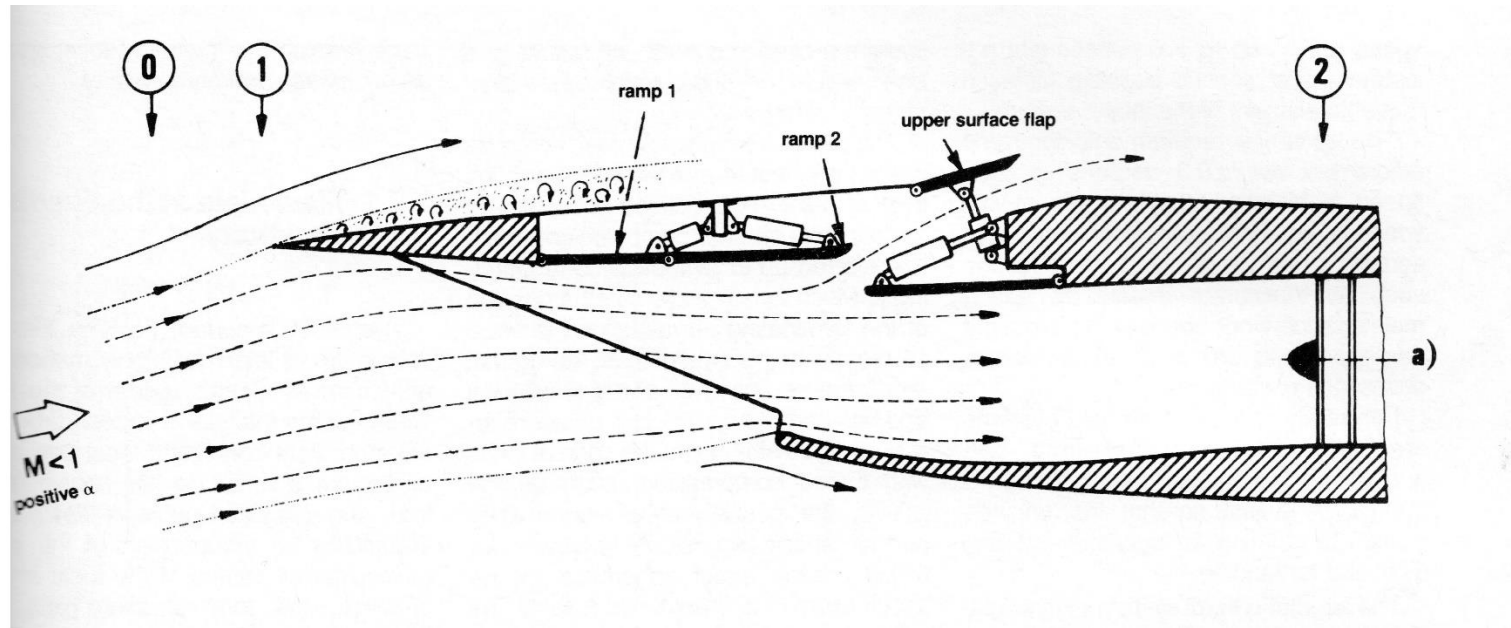 0
1
2
ramp 1
upper surface flap
ramp 2
a)
M<1
positive α